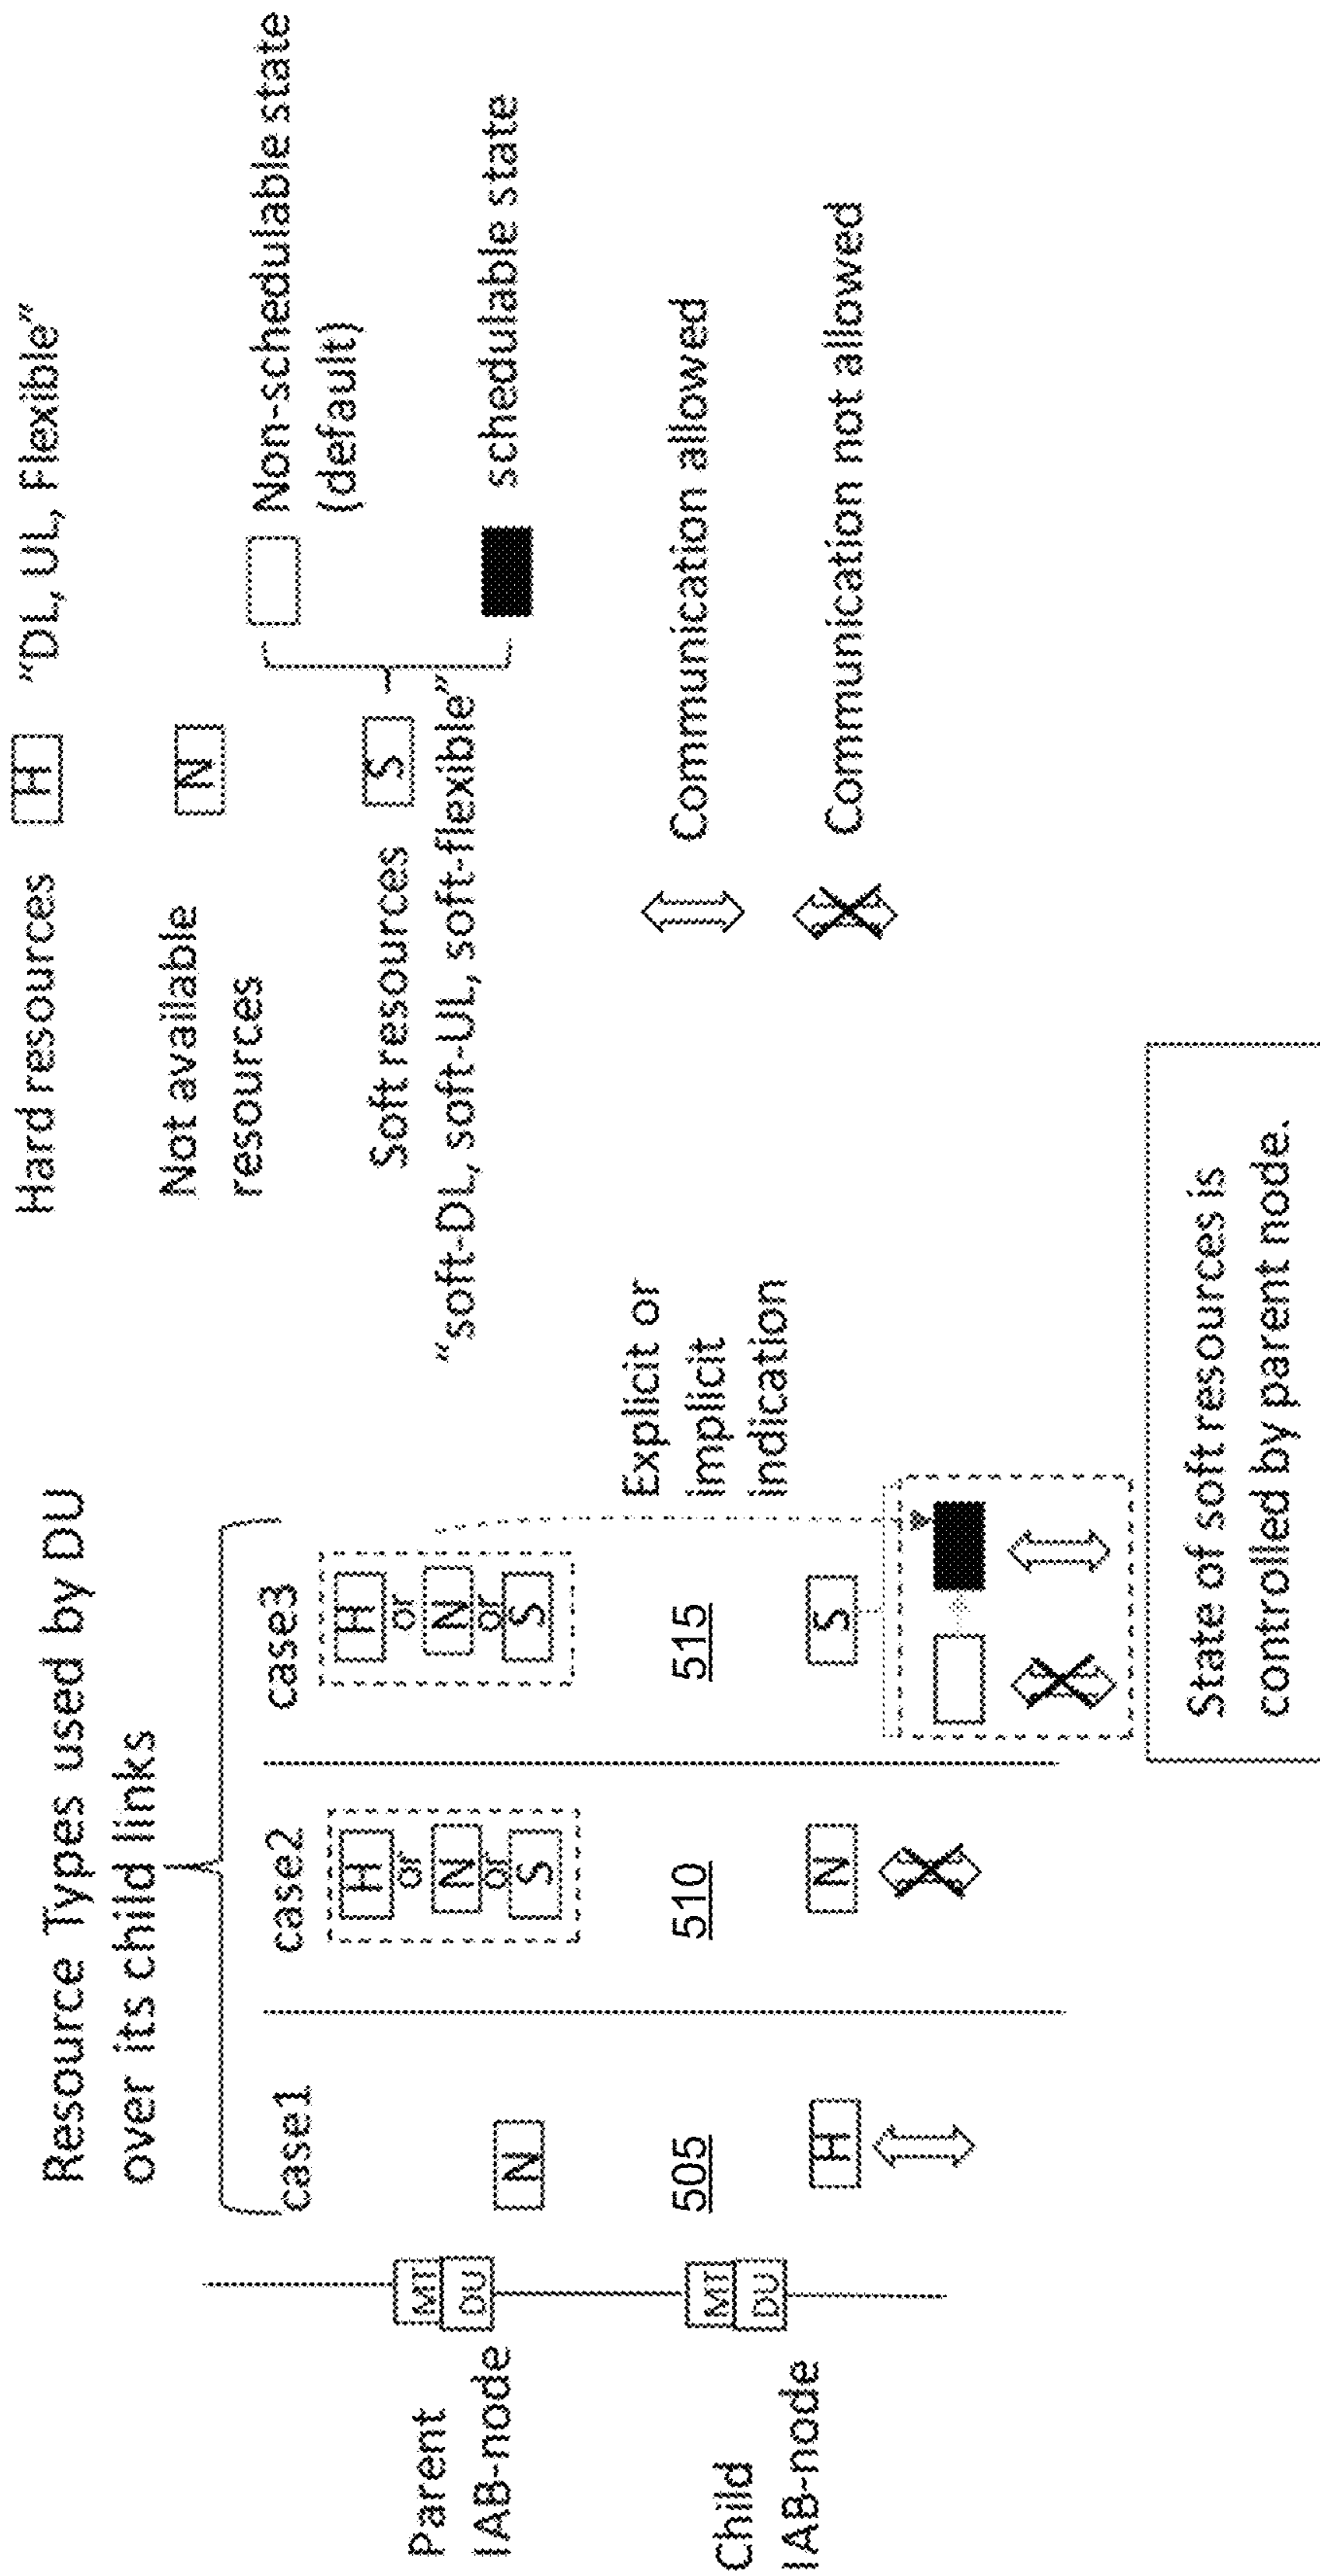 Resource Types used by DU
over its child links
case1
case2
case3
Parent
IAB-node
MT
DU
N
H
or
N
or
S
H
or
N
or
S
505
510
515
Explicit or
implicit
indication
Child
IAB-node
MT
DU
H
N
S
State of soft resources is
controlled by parent node.
Hard resources
H
"DL, UL, Flexible"
Not available
resources
N
Soft resources
S
"soft-DL, soft-UL, soft-flexible"
Non-schedulable state
(default)
schedulable state
Communication allowed
Communication not allowed